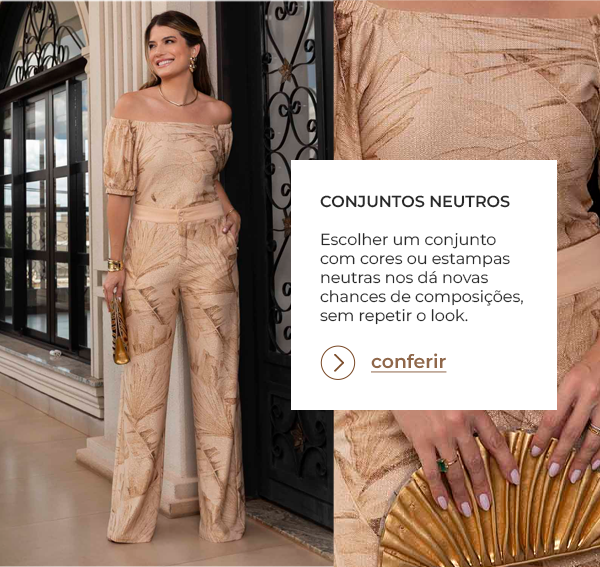 CONJUNTOS NEUTROS
Escolher um conjunto
com cores ou estampas
neutras nos dá novas
chances de composições,
sem repetir o look.
conferir